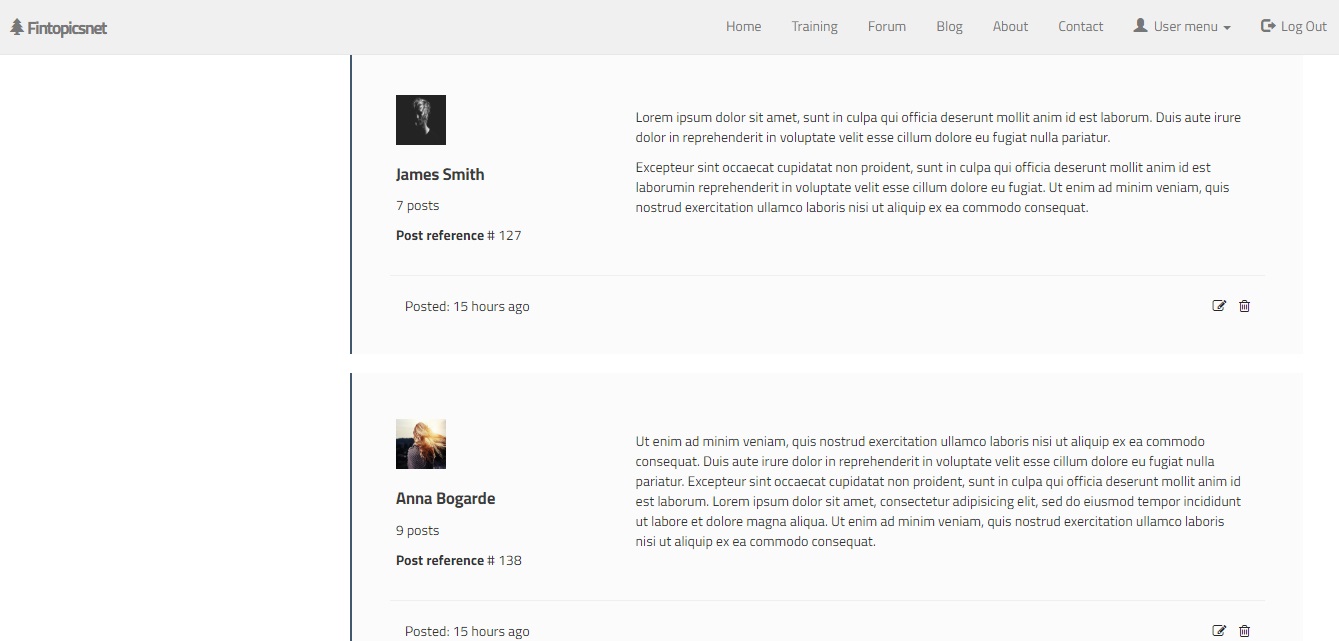 Fintopicsnet
Home Training Forum Blog About Contact User menu Log Out
Lorem ipsum dolor sit amet, sunt in culpa qui officia deserunt mollit anim id est laborum. Duis aute irure
dolor in reprehenderit in voluptate velit esse cillum dolore eu fugiat nulla pariatur.
Excepteur sint occaecat cupidatat non proident, sunt in culpa qui officia deserunt mollit anim id est
laborumin reprehenderit in voluptate velit esse cillum dolore eu fugiat. Ut enim ad minim veniam, quis
nostrud exercitation ullamco laboris nisi ut aliquip ex ea commodo consequat.
James Smith
7 posts
Post reference # 127
Posted: 15 hours ago
Ut enim ad minim veniam, quis nostrud exercitation ullamco laboris nisi ut aliquip ex ea commodo
consequat. Duis aute irure dolor in reprehenderit in voluptate velit esse cillum dolore eu fugiat nulla
pariatur. Excepteur sint occaecat cupidatat non proident, sunt in culpa qui officia deserunt mollit anim id
est laborum. Lorem ipsum dolor sit amet, consectetur adipisicing elit, sed do eiusmod tempor incididunt
ut labore et dolore magna aliqua. Ut enim ad minim veniam, quis nostrud exercitation ullamco laboris
nisi ut aliquip ex ea commodo consequat.
Anna Bogarde
9 posts
Post reference # 138
Posted: 15 hours ago